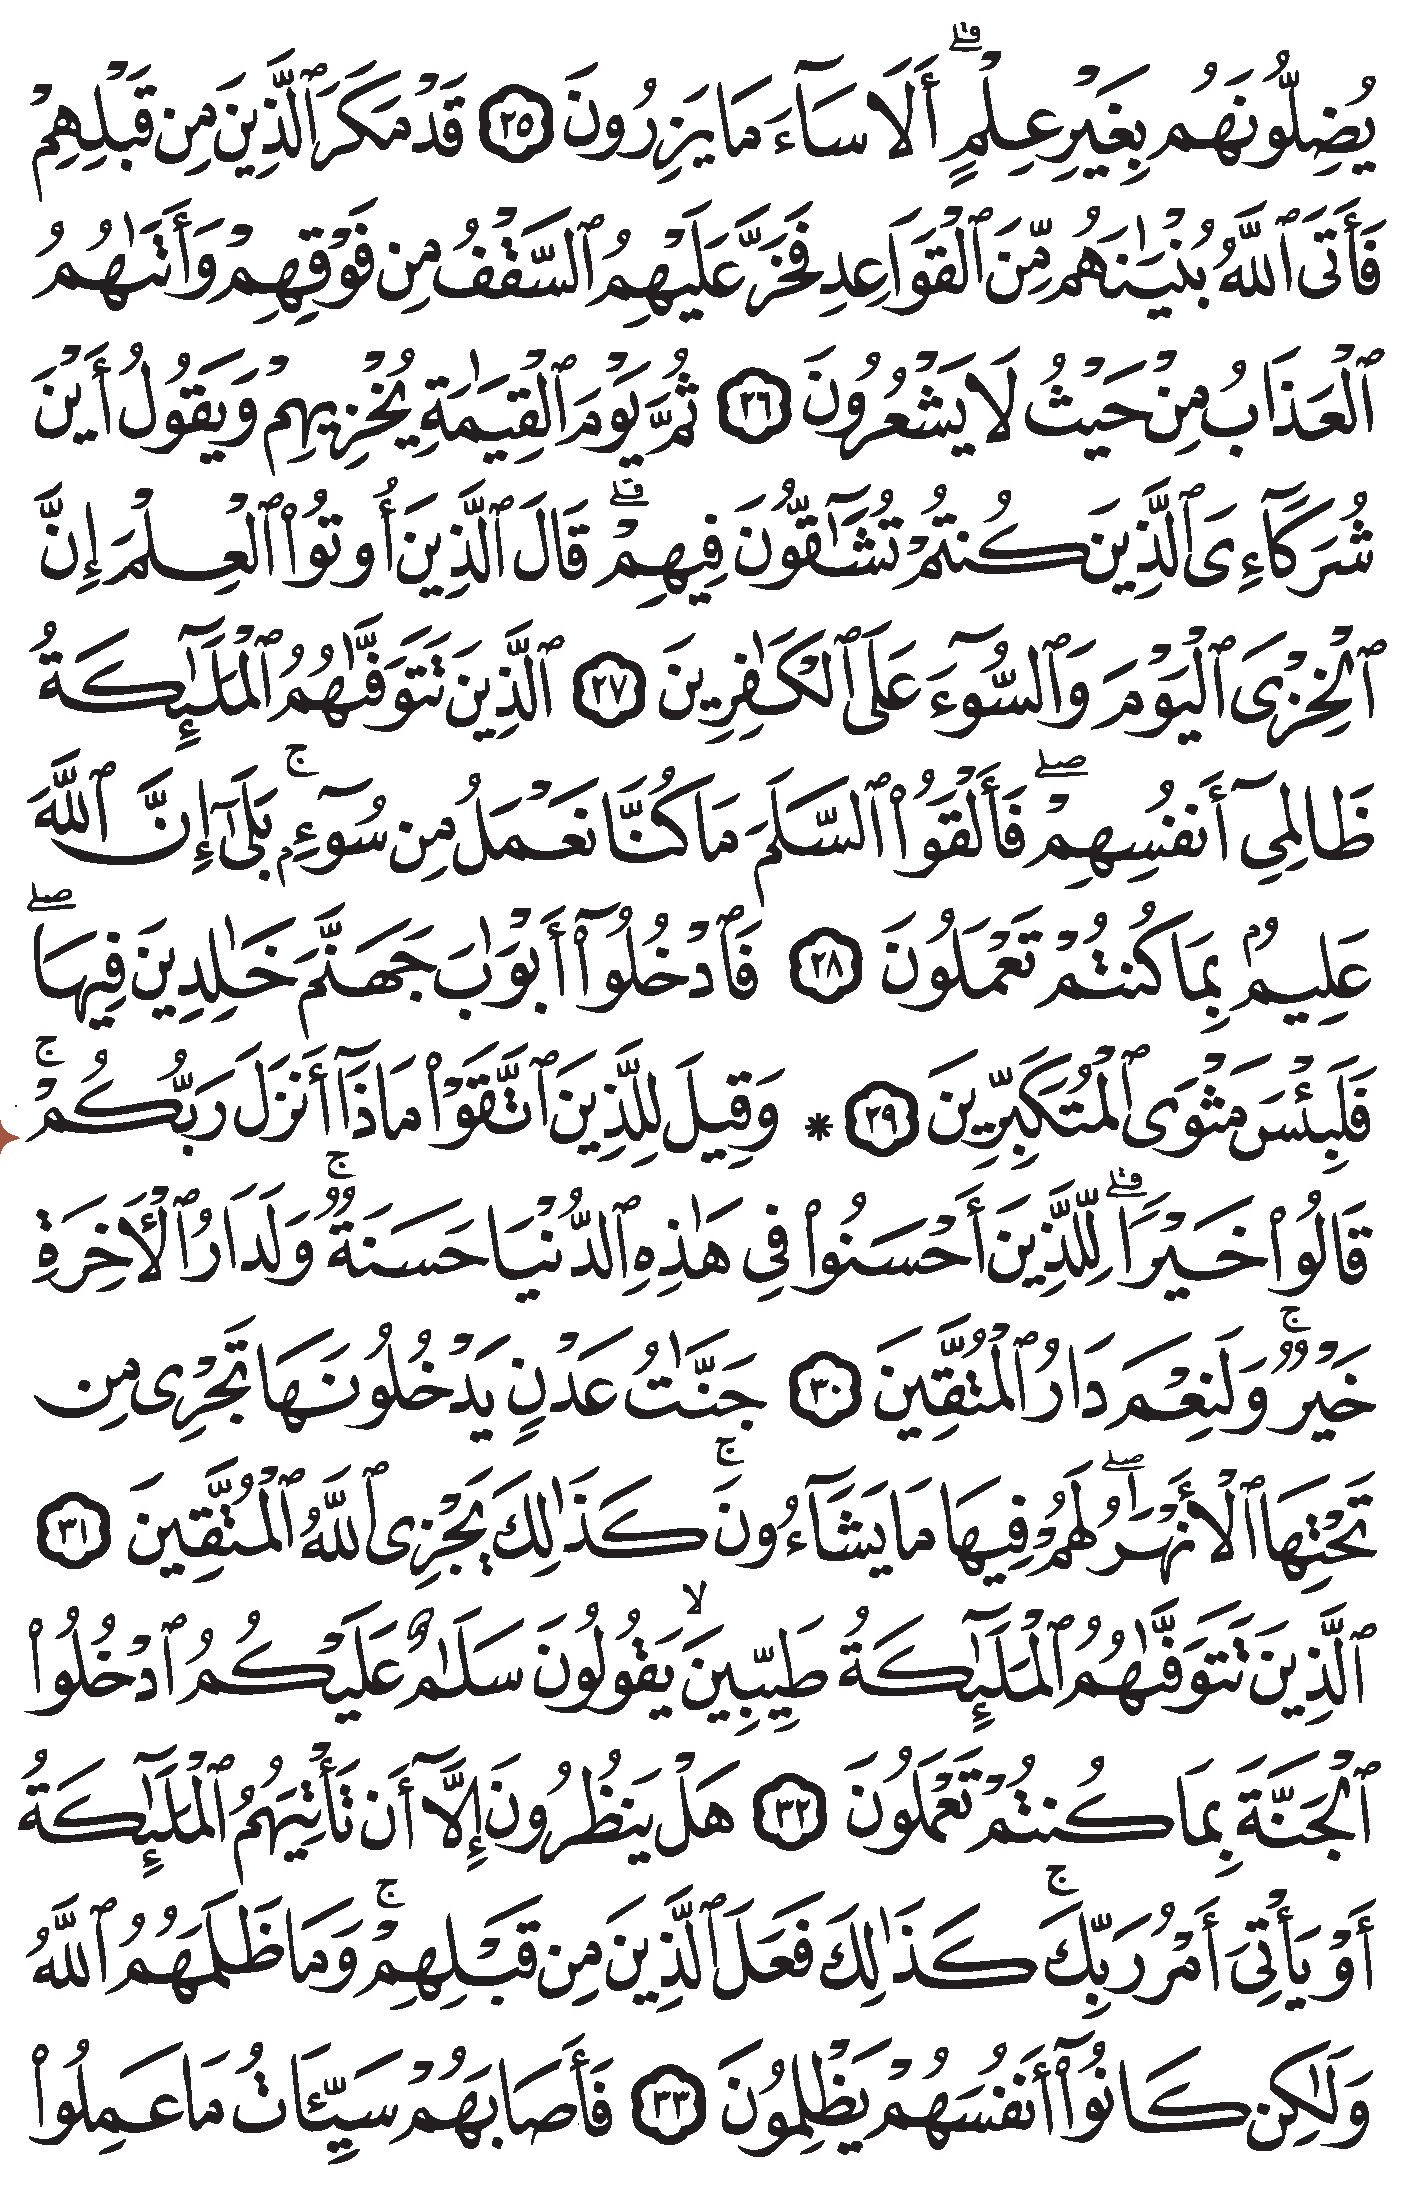 يُضِلُّونَهُم بِغَيْرِ عِلْمٍ ۗ أَلَا سَآءَ مَا يَزِرُونَ ٢٥ قَدْ مَكَرَ ٱلَّذِينَ مِن قَبْلِهِمْ
فَأَتَى ٱللَّهُ بُنْيَـٰنَهُم مِّنَ ٱلْقَوَاعِدِ فَخَرَّ عَلَيْهِمُ ٱلسَّقْفُ مِن فَوْقِهِمْ وَأَتَىٰهُمُ
ٱلْعَذَابُ مِنْ حَيْثُ لَا يَشْعُرُونَ ٢٦ ثُمَّ يَوْمَ ٱلْقِيَـٰمَةِ يُخْزِيهِمْ وَيَقُولُ أَيْنَ
شُرَكَآءِىَ ٱلَّذِينَ كُنتُمْ تُشَـٰٓقُّونَ فِيهِمْ ۚ قَالَ ٱلَّذِينَ أُوتُوا۟ ٱلْعِلْمَ إِنَّ
ٱلْخِزْىَ ٱلْيَوْمَ وَٱلسُّوٓءَ عَلَى ٱلْكَـٰفِرِينَ ٢٧ ٱلَّذِينَ تَتَوَفَّىٰهُمُ ٱلْمَلَـٰٓئِكَةُ
ظَالِمِىٓ أَنفُسِهِمْ ۖ فَأَلْقَوُا۟ ٱلسَّلَمَ مَا كُنَّا نَعْمَلُ مِن سُوٓءٍۭ ۚ بَلَىٰٓ إِنَّ ٱللَّهَ
عَلِيمٌۢ بِمَا كُنتُمْ تَعْمَلُونَ ٢٨ فَٱدْخُلُوٓا۟ أَبْوَٰبَ جَهَنَّمَ خَـٰلِدِينَ فِيهَا ۖ
فَلَبِئْسَ مَثْوَى ٱلْمُتَكَبِّرِينَ ٢٩ * وَقِيلَ لِلَّذِينَ ٱتَّقَوْا۟ مَاذَآ أَنزَلَ رَبُّكُمْ ۚ
قَالُوا۟ خَيْرًا ۗ لِّلَّذِينَ أَحْسَنُوا۟ فِى هَـٰذِهِ ٱلدُّنْيَا حَسَنَةٌ ۚ وَلَدَارُ ٱلْـَٔاخِرَةِ
خَيْرٌ ۚ وَلَنِعْمَ دَارُ ٱلْمُتَّقِينَ ٣٠ جَنَّـٰتُ عَدْنٍ يَدْخُلُونَهَا تَجْرِى مِن
تَحْتِهَا ٱلْأَنْهَـٰرُ ۖ لَهُمْ فِيهَا مَا يَشَآءُونَ ۚ كَذَٰلِكَ يَجْزِى ٱللَّهُ ٱلْمُتَّقِينَ ٣١
ٱلَّذِينَ تَتَوَفَّىٰهُمُ ٱلْمَلَـٰٓئِكَةُ طَيِّبِينَ ۙ يَقُولُونَ سَلَـٰمٌ عَلَيْكُمُ ٱدْخُلُوا۟
ٱلْجَنَّةَ بِمَا كُنتُمْ تَعْمَلُونَ ٣٢ هَلْ يَنظُرُونَ إِلَّآ أَن تَأْتِيَهُمُ ٱلْمَلَـٰٓئِكَةُ
أَوْ يَأْتِىَ أَمْرُ رَبِّكَ ۚ كَذَٰلِكَ فَعَلَ ٱلَّذِينَ مِن قَبْلِهِمْ ۚ وَمَا ظَلَمَهُمُ ٱللَّهُ
وَلَـٰكِن كَانُوٓا۟ أَنفُسَهُمْ يَظْلِمُونَ ٣٣ فَأَصَابَهُمْ سَيِّـَٔاتُ مَا عَمِلُوا۟